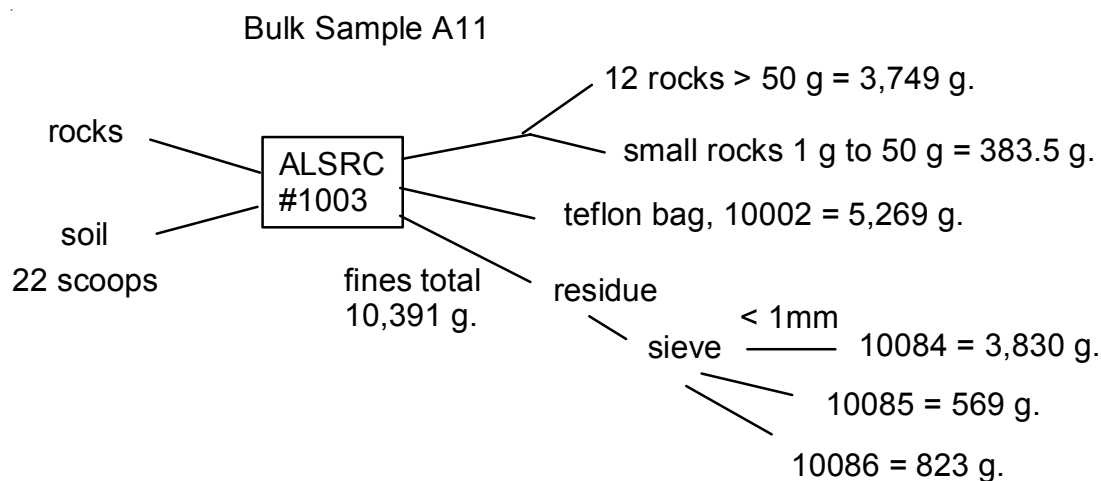 Bulk Sample A11
12 rocks > 50 g = 3,749 g.
rocks
small rocks 1 g to 50 g = 383.5 g.
ALSRC
#1003
teflon bag, 10002 = 5,269 g.
soil
22 scoops
fines total
10,391 g.
residue
< 1mm
sieve
10084 = 3,830 g.
10085 = 569 g.
10086 = 823 g.